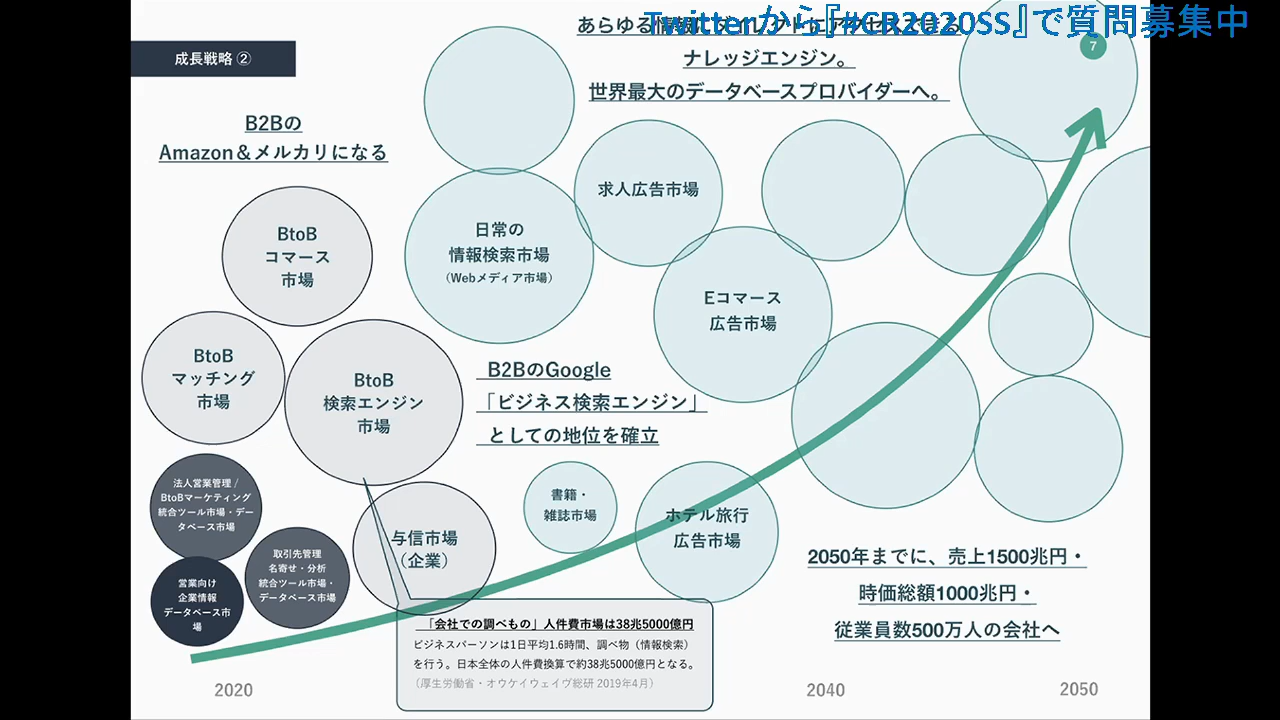 Twitterから『#CR2020SS』で質問募集中
あらゆる情報
ナレッジエンジン。
世界最大のデータベースプロバイダーへ。
7
成長戦略 ②
B2Bの
Amazon＆メルカリになる
BtoB
コマース
市場
日常の
情報検索市場
（Webメディア市場）
求人広告市場
Eコマース
広告市場
BtoB
マッチング
市場
BtoB
検索エンジン
市場
B2BのGoogle
「ビジネス検索エンジン」
としての地位を確立
法人営業管理 /
BtoBマーケティング
統合ツール市場・デー
タベース市場
取引先管理
名寄せ・分析
統合ツール市場・
データベース市場
営業向け
企業情報
データベース市
場
与信市場
（企業）
書籍・
雑誌市場
ホテル旅行
広告市場
2050年までに、売上1500兆円・
時価総額1000兆円・
従業員数500万人の会社へ
「会社での調べもの」人件費市場は38兆5000億円
ビジネスパーソンは1日平均1.6時間、調べ物（情報検索）
を行う。日本全体の人件費換算で約38兆5000億円となる。
（厚生労働省・オウケイウェイヴ総研 2019年4月）
2020
2040
2050